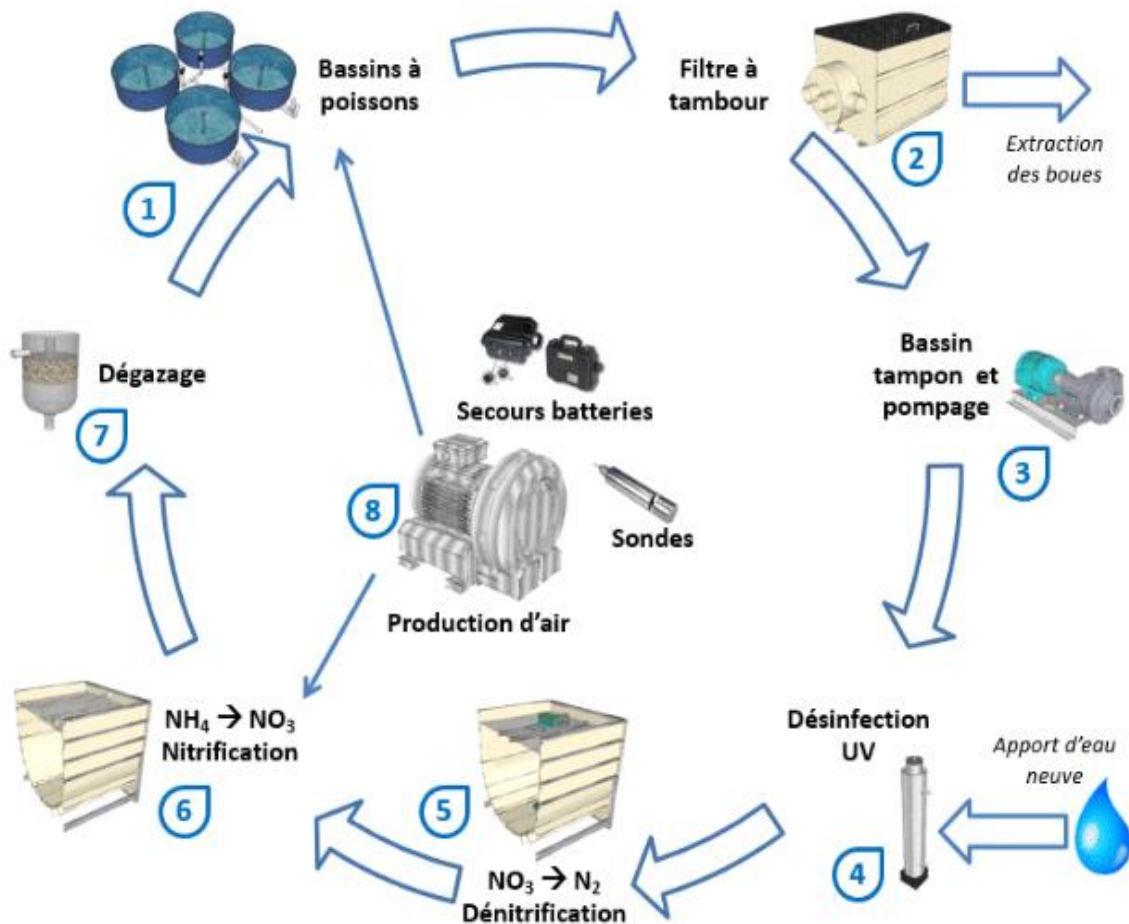 Bassins à
poissons
1
Filtre à
tambour
2
Extraction
des boues
Bassin
tampon et
pompage
3
Désinfection
UV
4
Apport d'eau
neuve
5
NO₃ → N₂
Dénitrification
NH₄ → NO₃
Nitrification
6
Dégazage
7
Secours batteries
Sondes
8
Production d'air